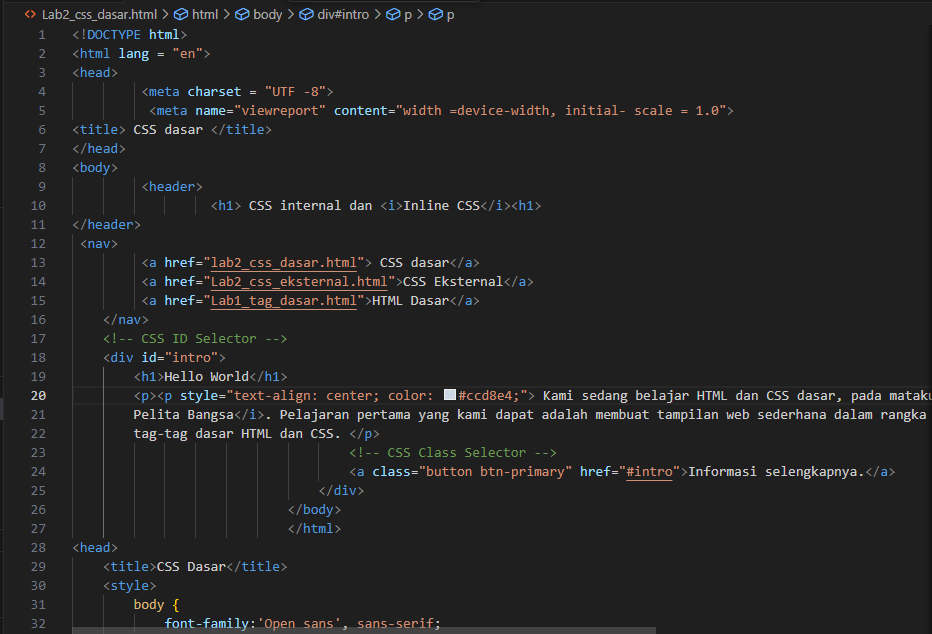 Lab2_css_dasar.html > html > body > div#intro > p > p
1 <!DOCTYPE html>
2 <html lang = "en">
3 <head>
4 <meta charset = "UTF -8">
5 <meta name="viewreport" content="width =device-width, initial- scale = 1.0">
6 <title> CSS dasar </title>
7 </head>
8 <body>
9 <header>
10 <h1> CSS internal dan <i>Inline CSS</i><h1>
11 </header>
12 <nav>
13 <a href="lab2_css_dasar.html"> CSS dasar</a>
14 <a href="Lab2_css_eksternal.html">CSS Eksternal</a>
15 <a href="Lab1_tag_dasar.html">HTML Dasar</a>
16 </nav>
17 <!-- CSS ID Selector -->
18 <div id="intro">
19 <h1>Hello World</h1>
20 <p><p style="text-align: center; color: #ccd8e4;"> Kami sedang belajar HTML dan CSS dasar, pada mataku
21 Pelita Bangsa</i>. Pelajaran pertama yang kami dapat adalah membuat tampilan web sederhana dalam rangka
22 tag-tag dasar HTML dan CSS. </p>
23 <!-- CSS Class Selector -->
24 <a class="button btn-primary" href="#intro">Informasi selengkapnya.</a>
25 </div>
26 </body>
27 </html>
28 <head>
29 <title>CSS Dasar</title>
30 <style>
31 body {
32 font-family:'Open sans', sans-serif;